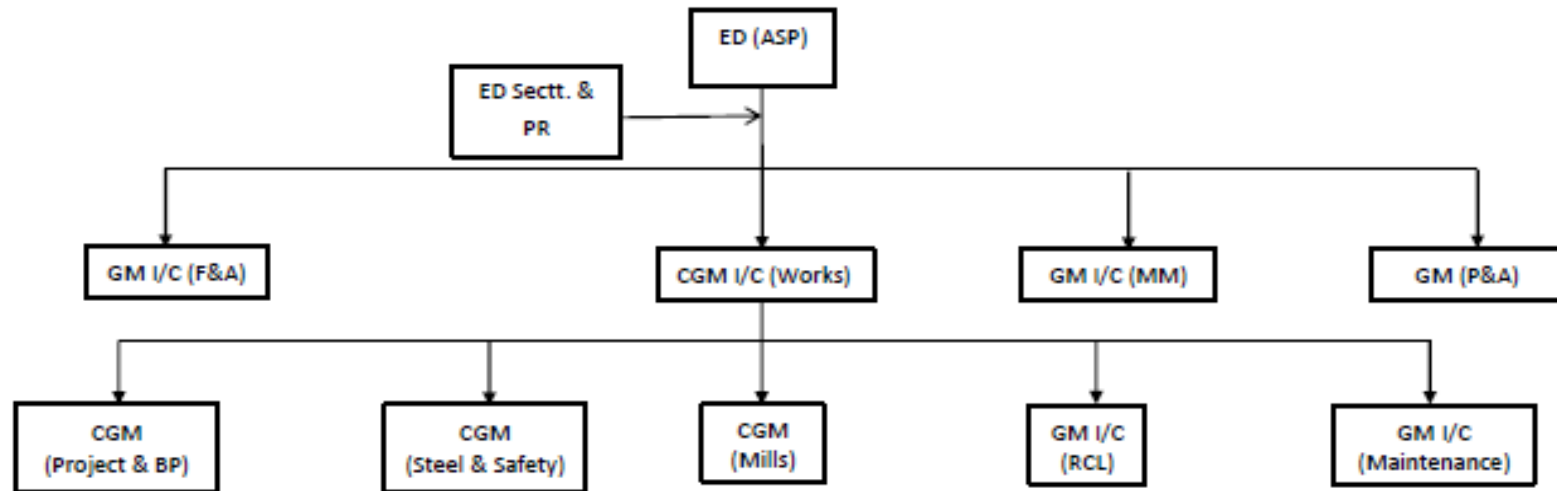 ED (ASP)
ED Sectt. &
PR
GM I/C (F&A)
CGM I/C (Works)
GM I/C (MM)
GM (P&A)
CGM
(Project & BP)
CGM
(Steel & Safety)
CGM
(Mills)
GM I/C
(RCL)
GM I/C
(Maintenance)